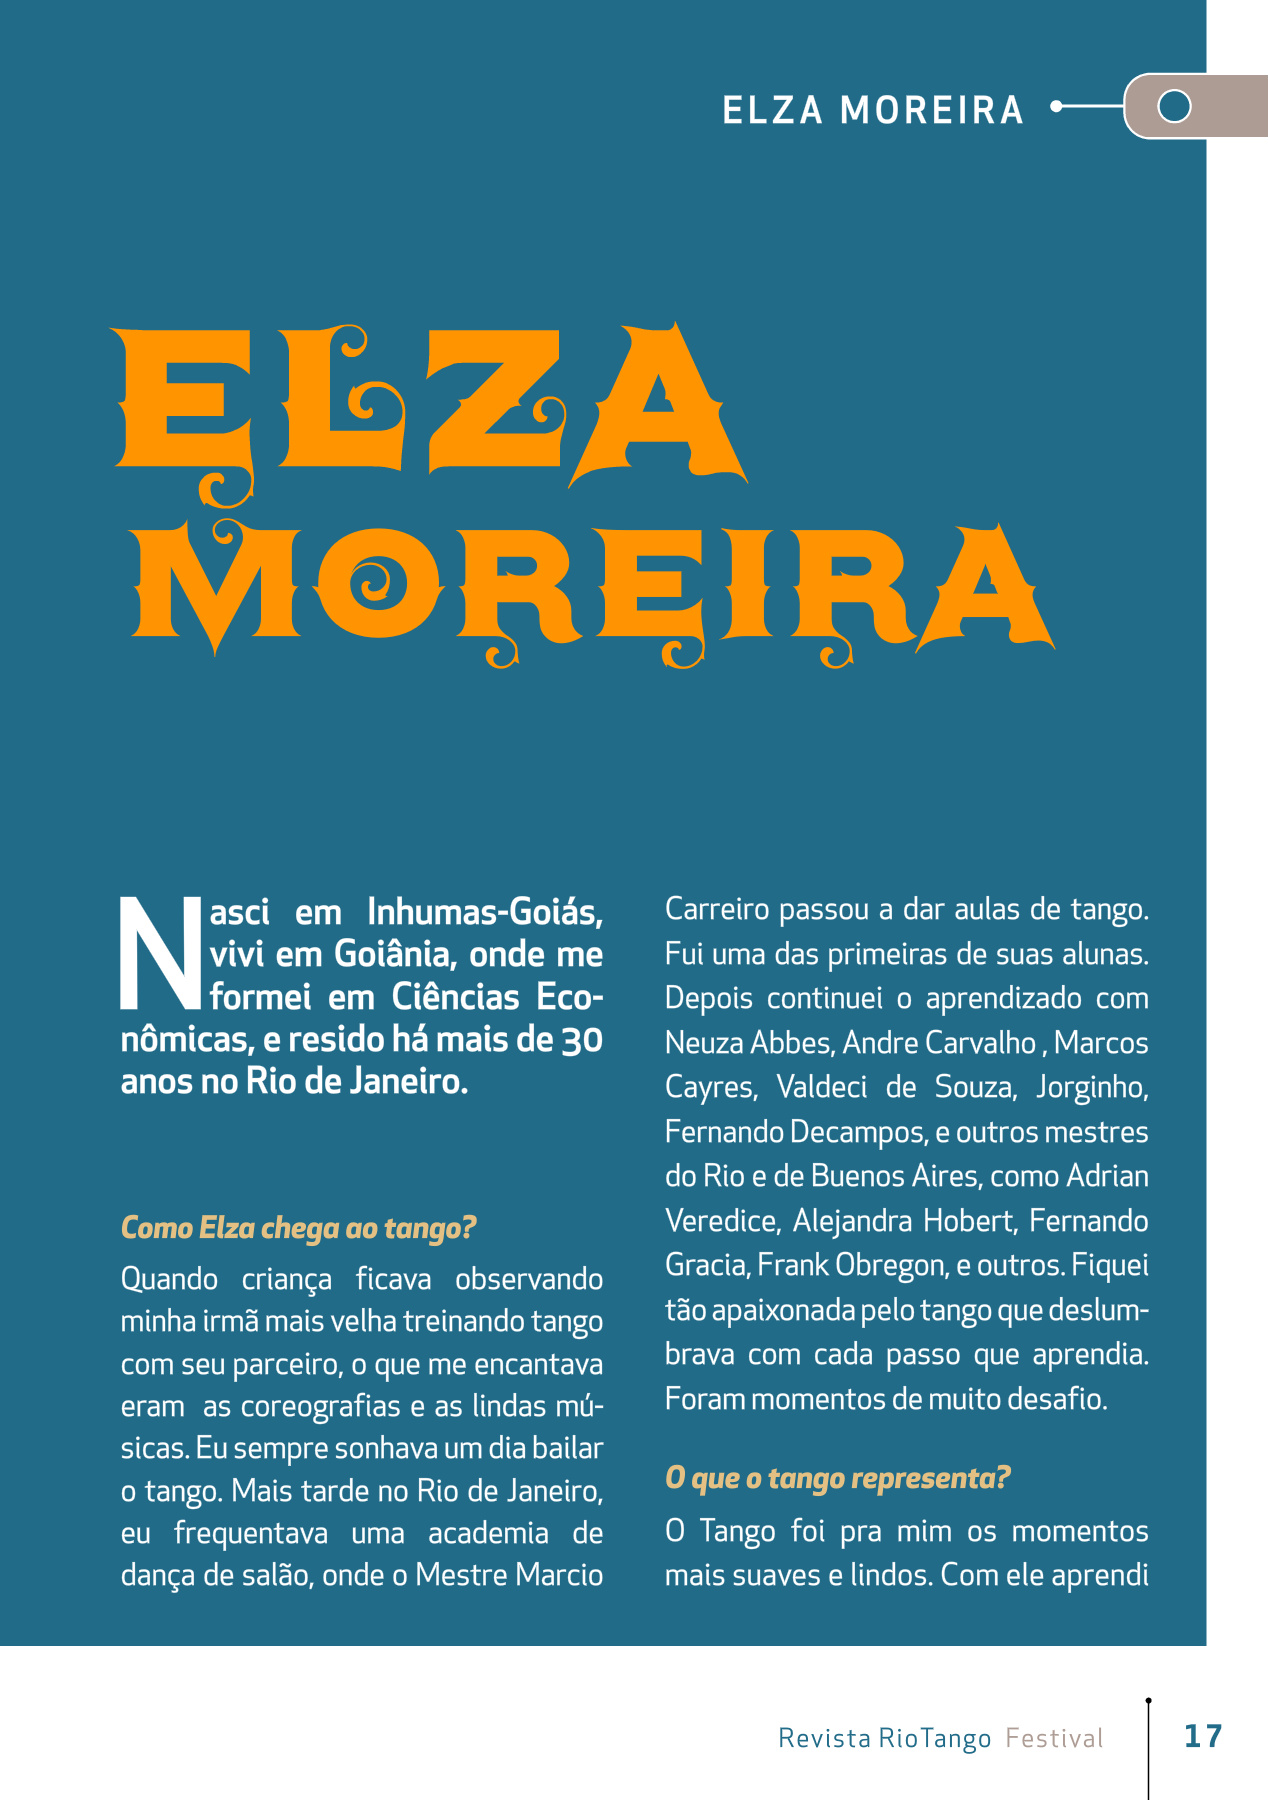 ELZA MOREIRA
ELZA
MOREIRA
Nasci em Inhumas-Goiás,
vivi em Goiânia, onde me
formei em Ciências Eco-
nômicas, e resido há mais de 30
anos no Rio de Janeiro.
Como Elza chega ao tango?
Quando criança ficava observando
minha irmã mais velha treinando tango
com seu parceiro, o que me encantava
eram as coreografias e as lindas mú-
sicas. Eu sempre sonhava um dia bailar
o tango. Mais tarde no Rio de Janeiro,
eu frequentava uma academia de
dança de salão, onde o Mestre Marcio
Carreiro passou a dar aulas de tango.
Fui uma das primeiras de suas alunas.
Depois continuei o aprendizado com
Neuza Abbes, Andre Carvalho , Marcos
Cayres, Valdeci de Souza, Jorginho,
Fernando Decampos, e outros mestres
do Rio e de Buenos Aires, como Adrian
Veredice, Alejandra Hobert, Fernando
Gracia, Frank Obregon, e outros. Fiquei
tão apaixonada pelo tango que deslum-
brava com cada passo que aprendia.
Foram momentos de muito desafio.
O que o tango representa?
O Tango foi pra mim os momentos
mais suaves e lindos. Com ele aprendi
Revista RioTango Festival 17